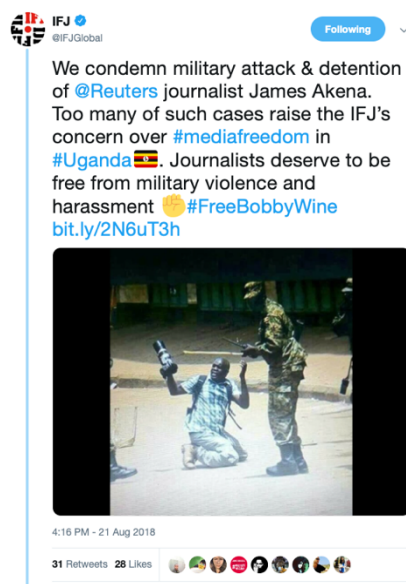 IFJ
@IFJGlobal
Following
We condemn military attack & detention
of @Reuters journalist James Akena.
Too many of such cases raise the IFJ's
concern over #mediafreedom in
#Uganda🇺🇬. Journalists deserve to be
free from military violence and
harassment ✊#FreeBobbyWine
bit.ly/2N6uT3h
4:16 PM - 21 Aug 2018
31 Retweets 28 Likes